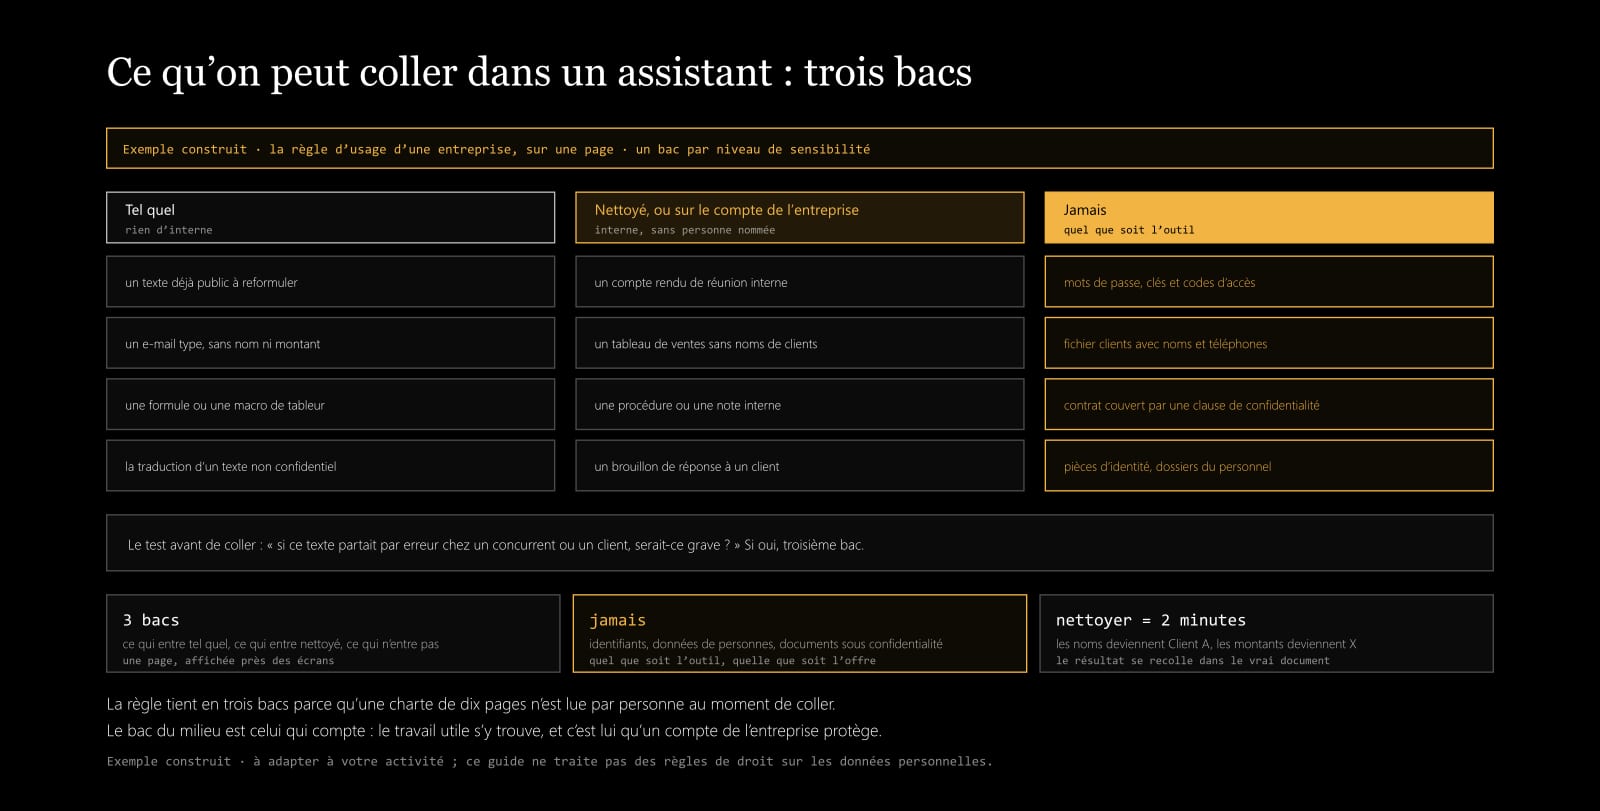 Ce qu’on peut coller dans un assistant : trois bacs
Exemple construit · la règle d’usage d’une entreprise, sur une page · un bac par niveau de sensibilité
Tel quel
rien d’interne
un texte déjà public à reformuler
un e-mail type, sans nom ni montant
une formule ou une macro de tableur
la traduction d’un texte non confidentiel
Nettoyé, ou sur le compte de l’entreprise
interne, sans personne nommée
un compte rendu de réunion interne
un tableau de ventes sans noms de clients
une procédure ou une note interne
un brouillon de réponse à un client
Jamais
quel que soit l’outil
mots de passe, clés et codes d’accès
fichier clients avec noms et téléphones
contrat couvert par une clause de confidentialité
pièces d’identité, dossiers du personnel
Le test avant de coller : « si ce texte partait par erreur chez un concurrent ou un client, serait-ce grave ? » Si oui, troisième bac.
3 bacs
ce qui entre tel quel, ce qui entre nettoyé, ce qui n’entre pas
une page, affichée près des écrans
jamais
identifiants, données de personnes, documents sous confidentialité
quel que soit l’outil, quelle que soit l’offre
nettoyer = 2 minutes
les noms deviennent Client A, les montants deviennent X
le résultat se recolle dans le vrai document
La règle tient en trois bacs parce qu’une charte de dix pages n’est lue par personne au moment de coller.
Le bac du milieu est celui qui compte : le travail utile s’y trouve, et c’est lui qu’un compte de l’entreprise protège.
Exemple construit · à adapter à votre activité ; ce guide ne traite pas des règles de droit sur les données personnelles.